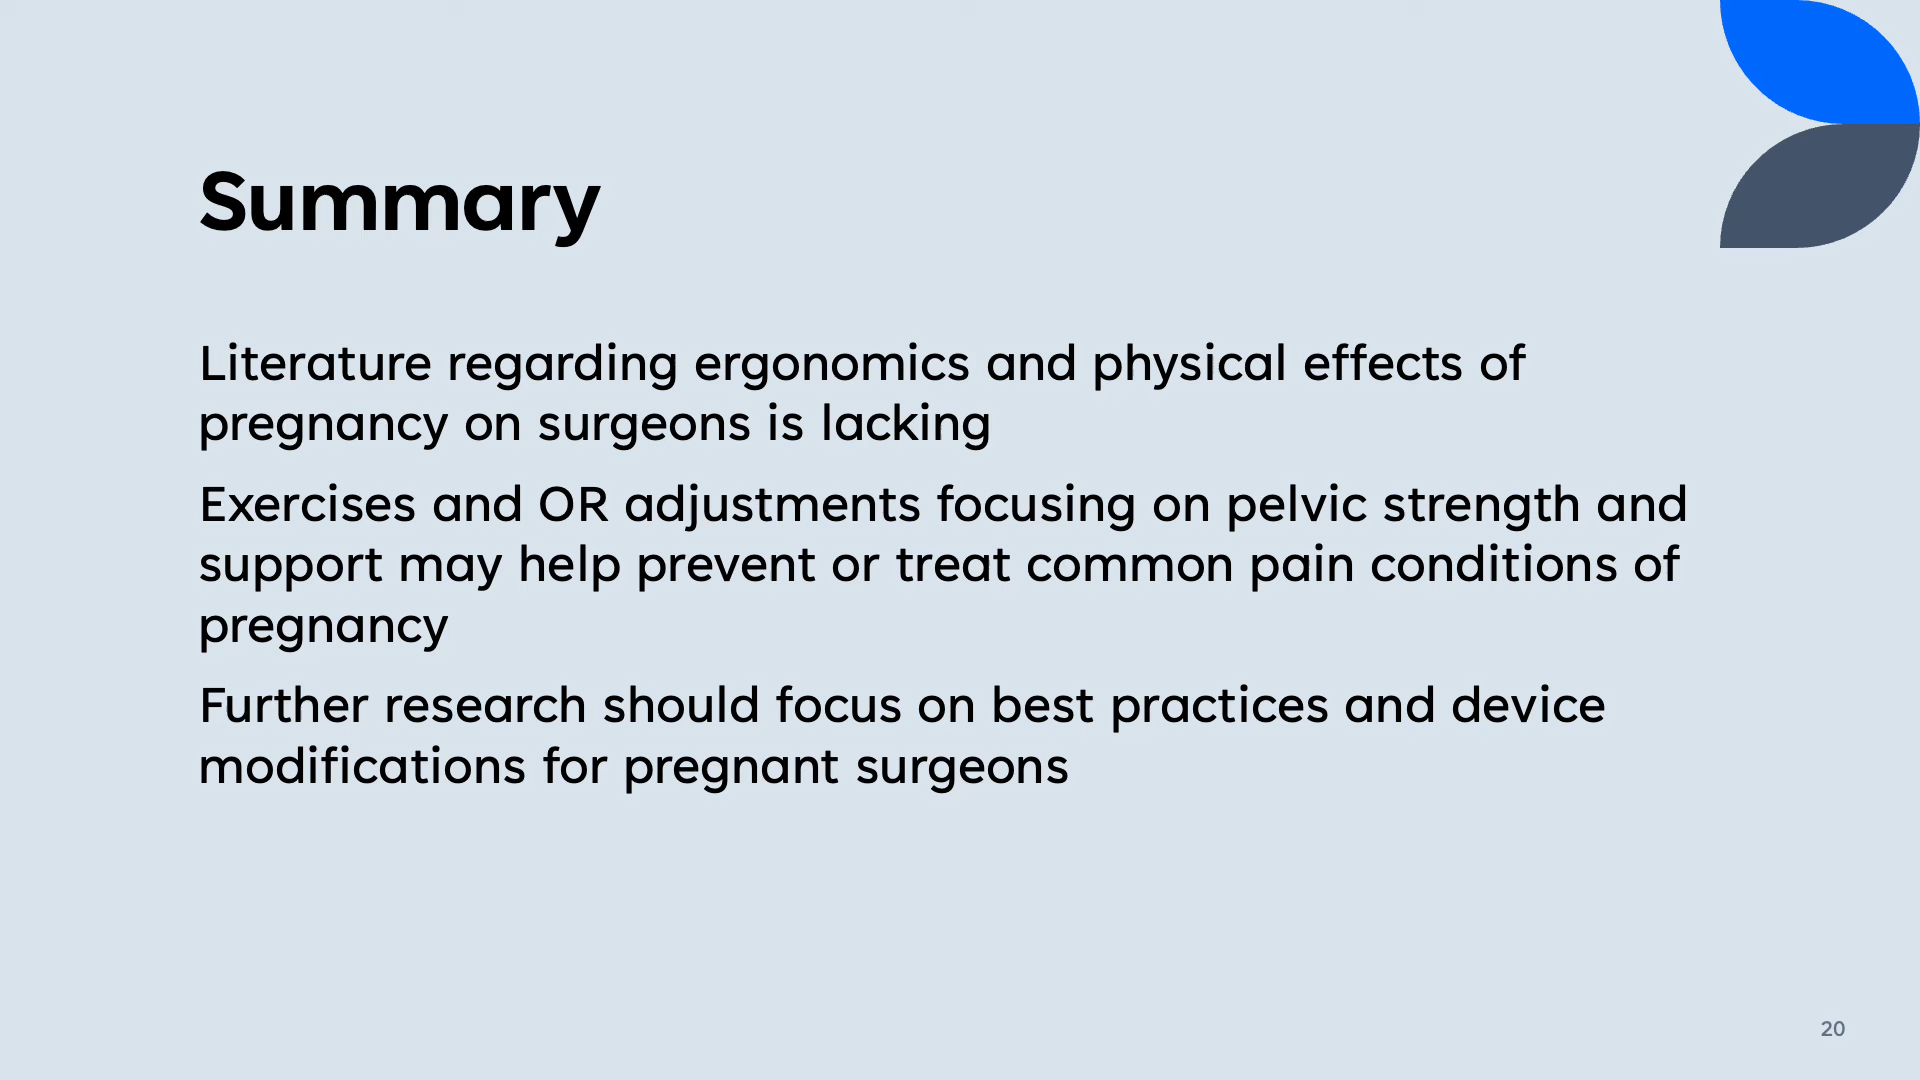 Summary
Literature regarding ergonomics and physical effects of
pregnancy on surgeons is lacking
Exercises and OR adjustments focusing on pelvic strength and
support may help prevent or treat common pain conditions of
pregnancy
Further research should focus on best practices and device
modifications for pregnant surgeons
20